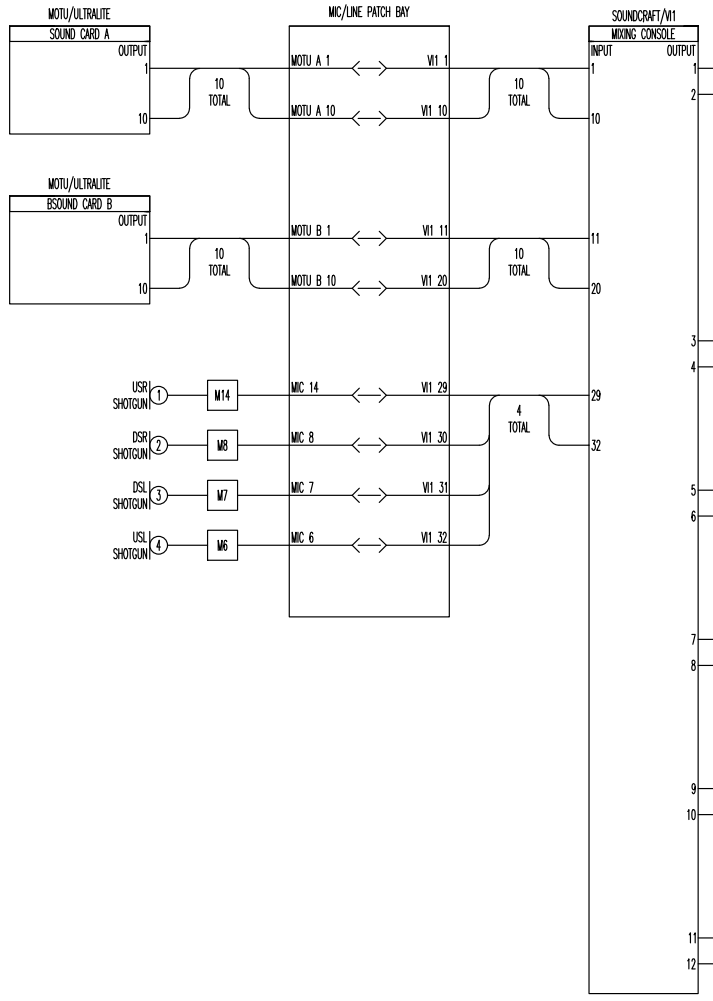 MOTU/ULTRALITE
SOUND CARD A
OUTPUT
1
10
10
TOTAL
MOTU/ULTRALITE
BSOUND CARD B
OUTPUT
1
10
10
TOTAL
USR
SHOTGUN
1
M14
DSR
SHOTGUN
2
M8
DSL
SHOTGUN
3
M7
USL
SHOTGUN
4
M6
MIC/LINE PATCH BAY
MOTU A 1
VI1 1
MOTU A 10
VI1 10
MOTU B 1
VI1 11
MOTU B 10
VI1 20
MIC 14
VI1 29
MIC 8
VI1 30
MIC 7
VI1 31
MIC 6
VI1 32
10
TOTAL
10
TOTAL
4
TOTAL
SOUNDCRAFT/VI1
MIXING CONSOLE
INPUT
OUTPUT
1
10
11
20
29
32
1
2
3
4
5
6
7
8
9
10
11
12